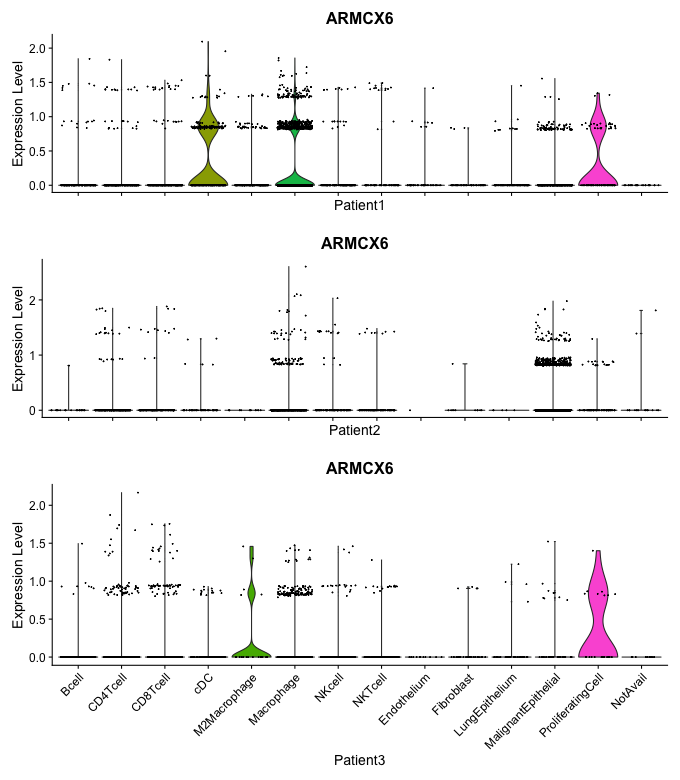 ARMCX6
Expression Level
2.0
1.5
1.0
0.5
0.0
Patient1
ARMCX6
Expression Level
2
1
0
Patient2
ARMCX6
Expression Level
2.0
1.5
1.0
0.5
0.0
Bcell
CD4Tcell
CD8Tcell
cDC
M2Macrophage
Macrophage
NKcell
NKTcell
Endothelium
Fibroblast
LungEpithelium
MalignantEpithelial
ProliferatingCell
NotAvail
Patient3